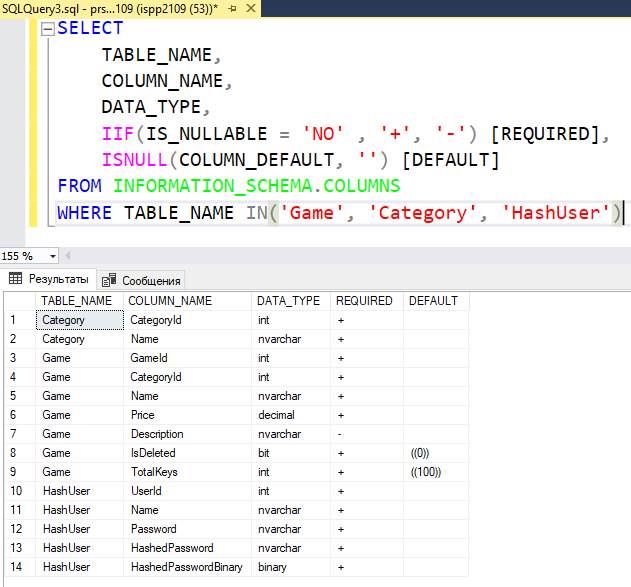 SQLQuery3.sql - prs...109 (ispp2109 (53))*
SELECT
TABLE_NAME,
COLUMN_NAME,
DATA_TYPE,
IIF(IS_NULLABLE = 'NO' , '+', '-') [REQUIRED],
ISNULL(COLUMN_DEFAULT, '') [DEFAULT]
FROM INFORMATION_SCHEMA.COLUMNS
WHERE TABLE_NAME IN('Game', 'Category', 'HashUser')
155 %
Результаты Сообщения
TABLE_NAME COLUMN_NAME DATA_TYPE REQUIRED DEFAULT
1 Category CategoryId int +
2 Category Name nvarchar +
3 Game GameId int +
4 Game CategoryId int +
5 Game Name nvarchar +
6 Game Price decimal +
7 Game Description nvarchar -
8 Game IsDeleted bit + ((0))
9 Game TotalKeys int + ((100))
10 HashUser UserId int +
11 HashUser Name nvarchar +
12 HashUser Password nvarchar +
13 HashUser HashedPassword nvarchar +
14 HashUser HashedPasswordBinary binary +